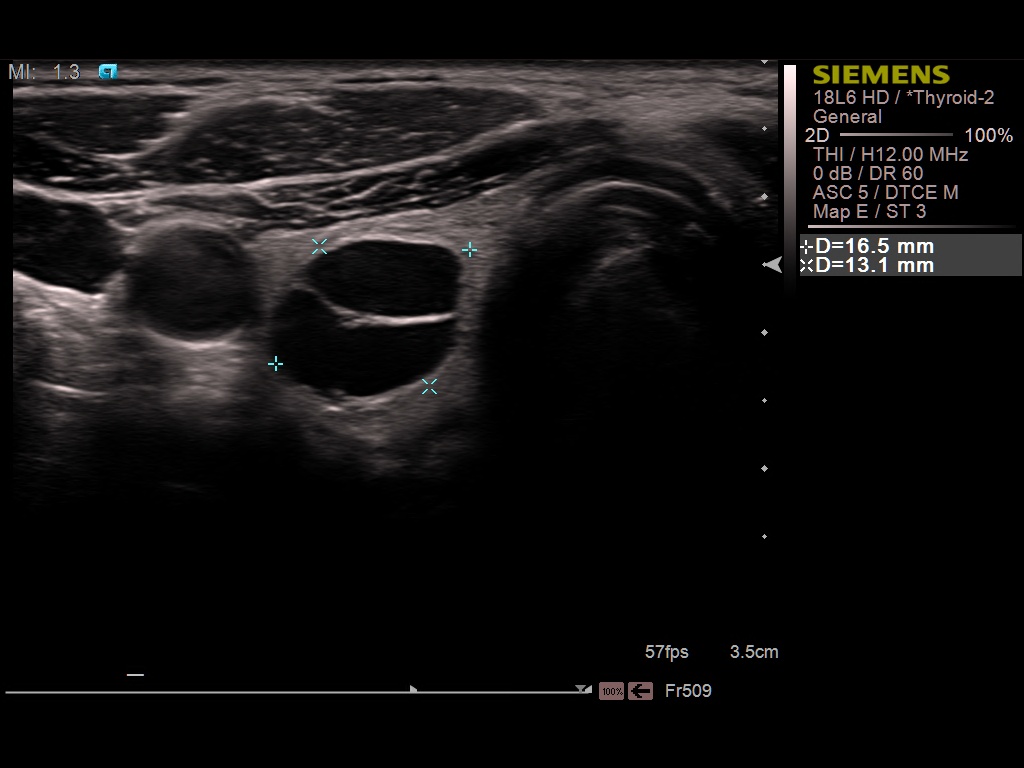 MI: 1.3
SIEMENS
18L6 HD / *Thyroid-2
General
2D 100%
THI / H12.00 MHz
0 dB / DR 60
ASC 5 / DTCE M
Map E / ST 3
D=16.5 mm
D=13.1 mm
57fps 3.5cm
100% Fr509